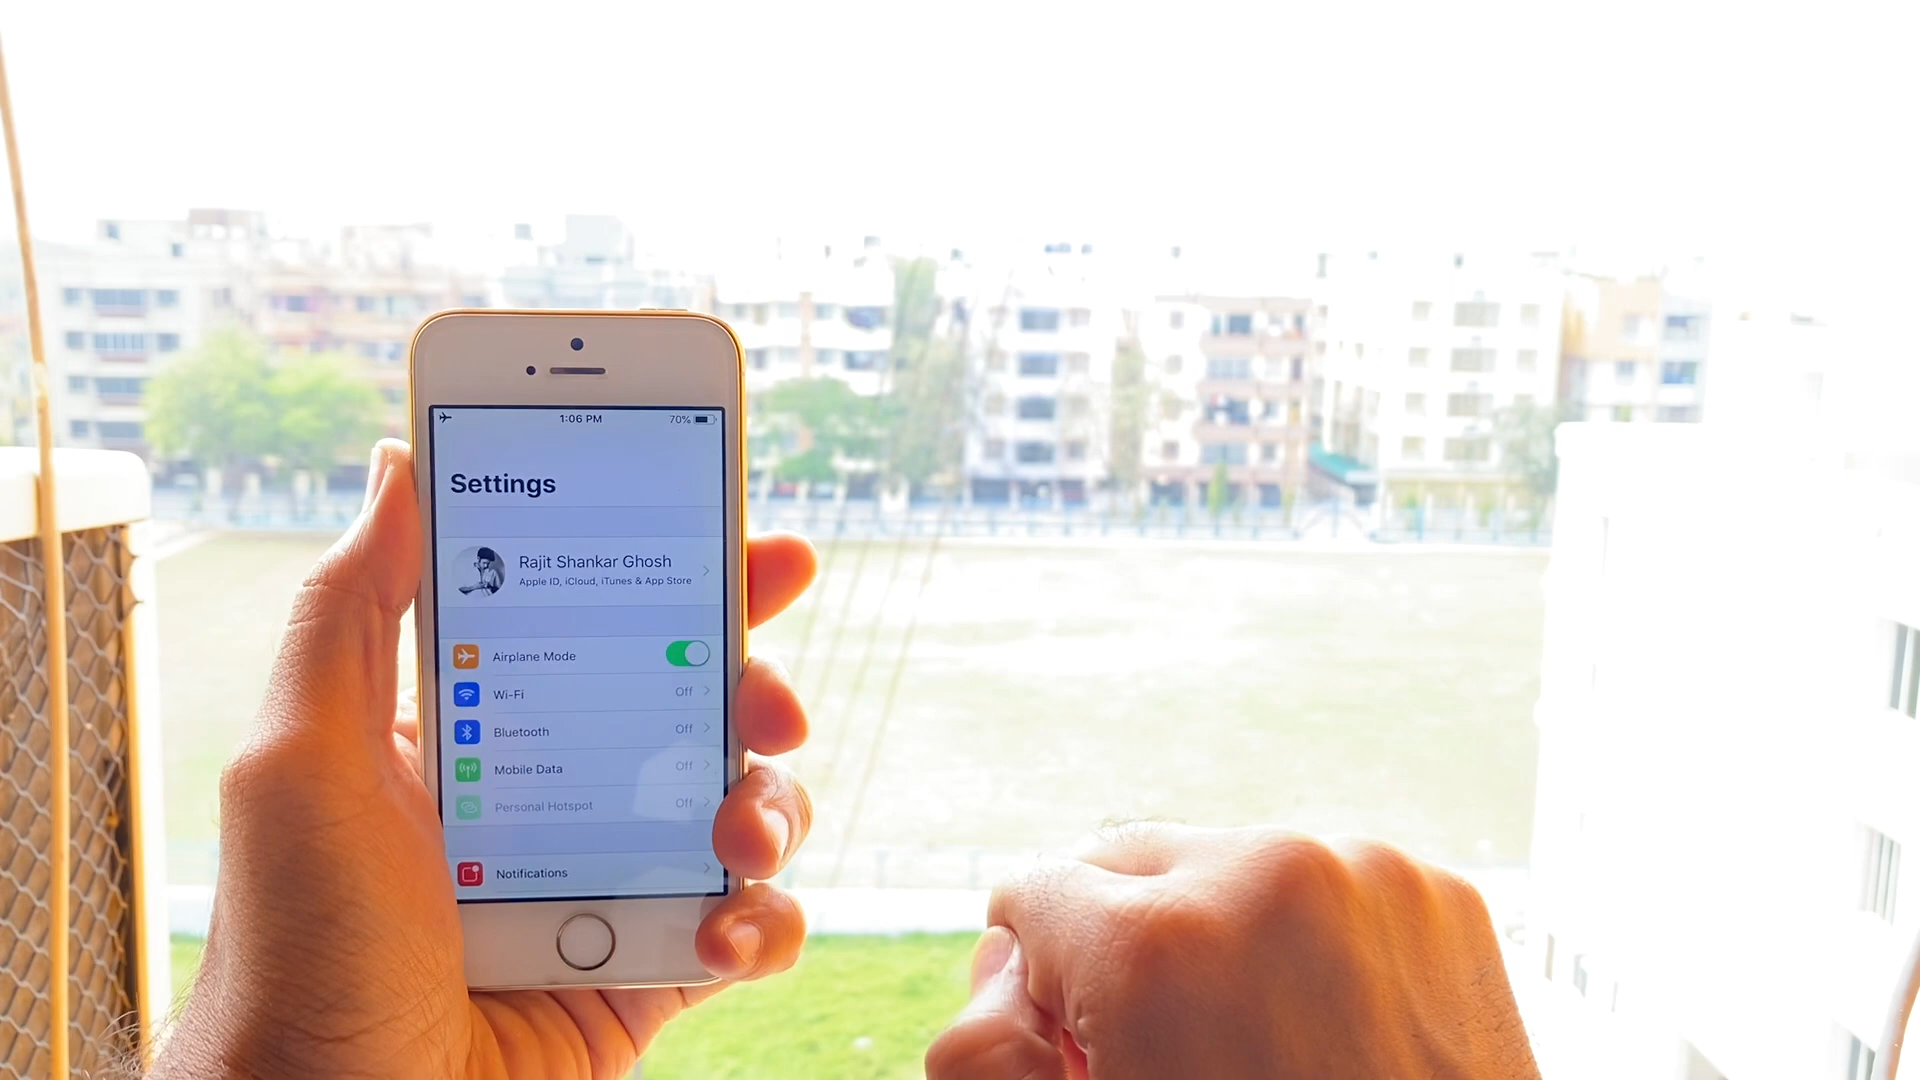 1:06 PM 70%
Settings
Rajit Shankar Ghosh
Apple ID, iCloud, iTunes & App Store
Airplane Mode
Wi-Fi Off
Bluetooth Off
Mobile Data Off
Personal Hotspot Off
Notifications